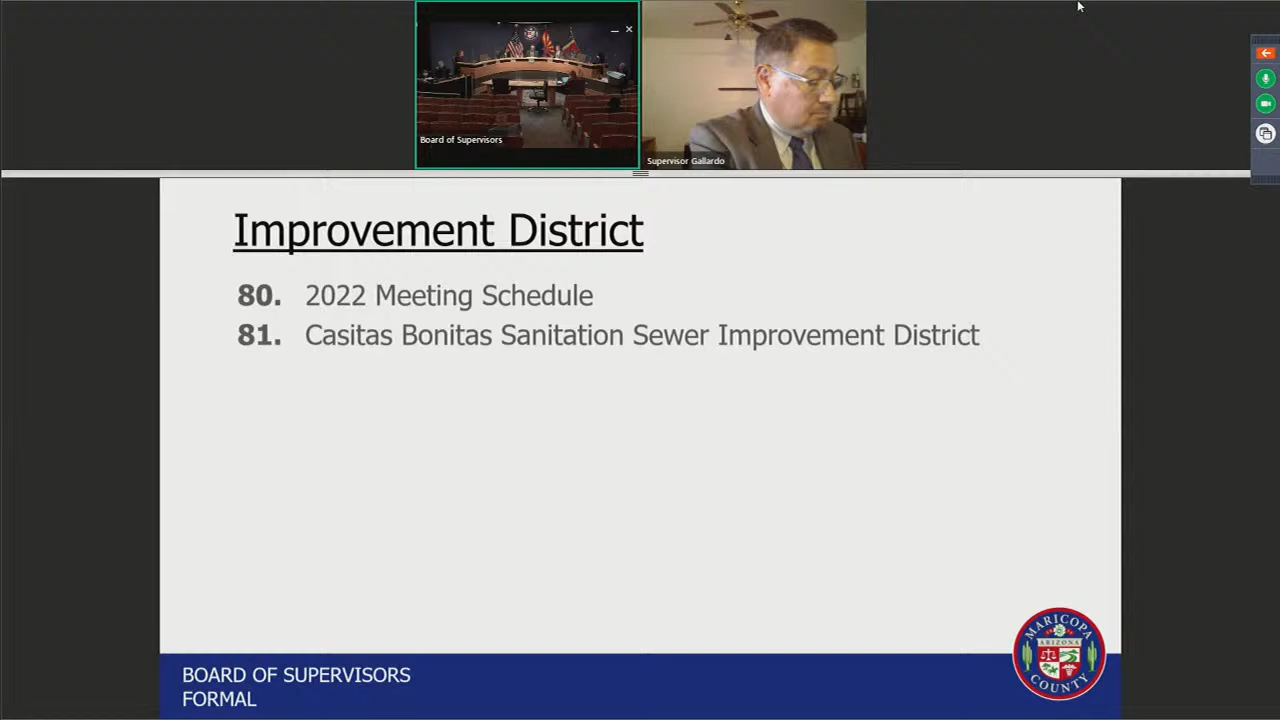 Board of Supervisors
Supervisor Gallardo
Improvement District
80. 2022 Meeting Schedule
81. Casitas Bonitas Sanitation Sewer Improvement District
BOARD OF SUPERVISORS
FORMAL
MARICOPA
ARIZONA
COUNTY